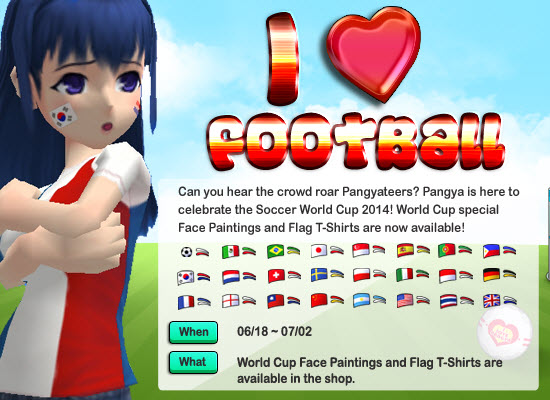 I
FOOTBALL
Can you hear the crowd roar Pangyateers? Pangya is here to
celebrate the Soccer World Cup 2014! World Cup special
Face Paintings and Flag T-Shirts are now available!
When 06/18 ~ 07/02
What World Cup Face Paintings and Flag T-Shirts are
available in the shop.